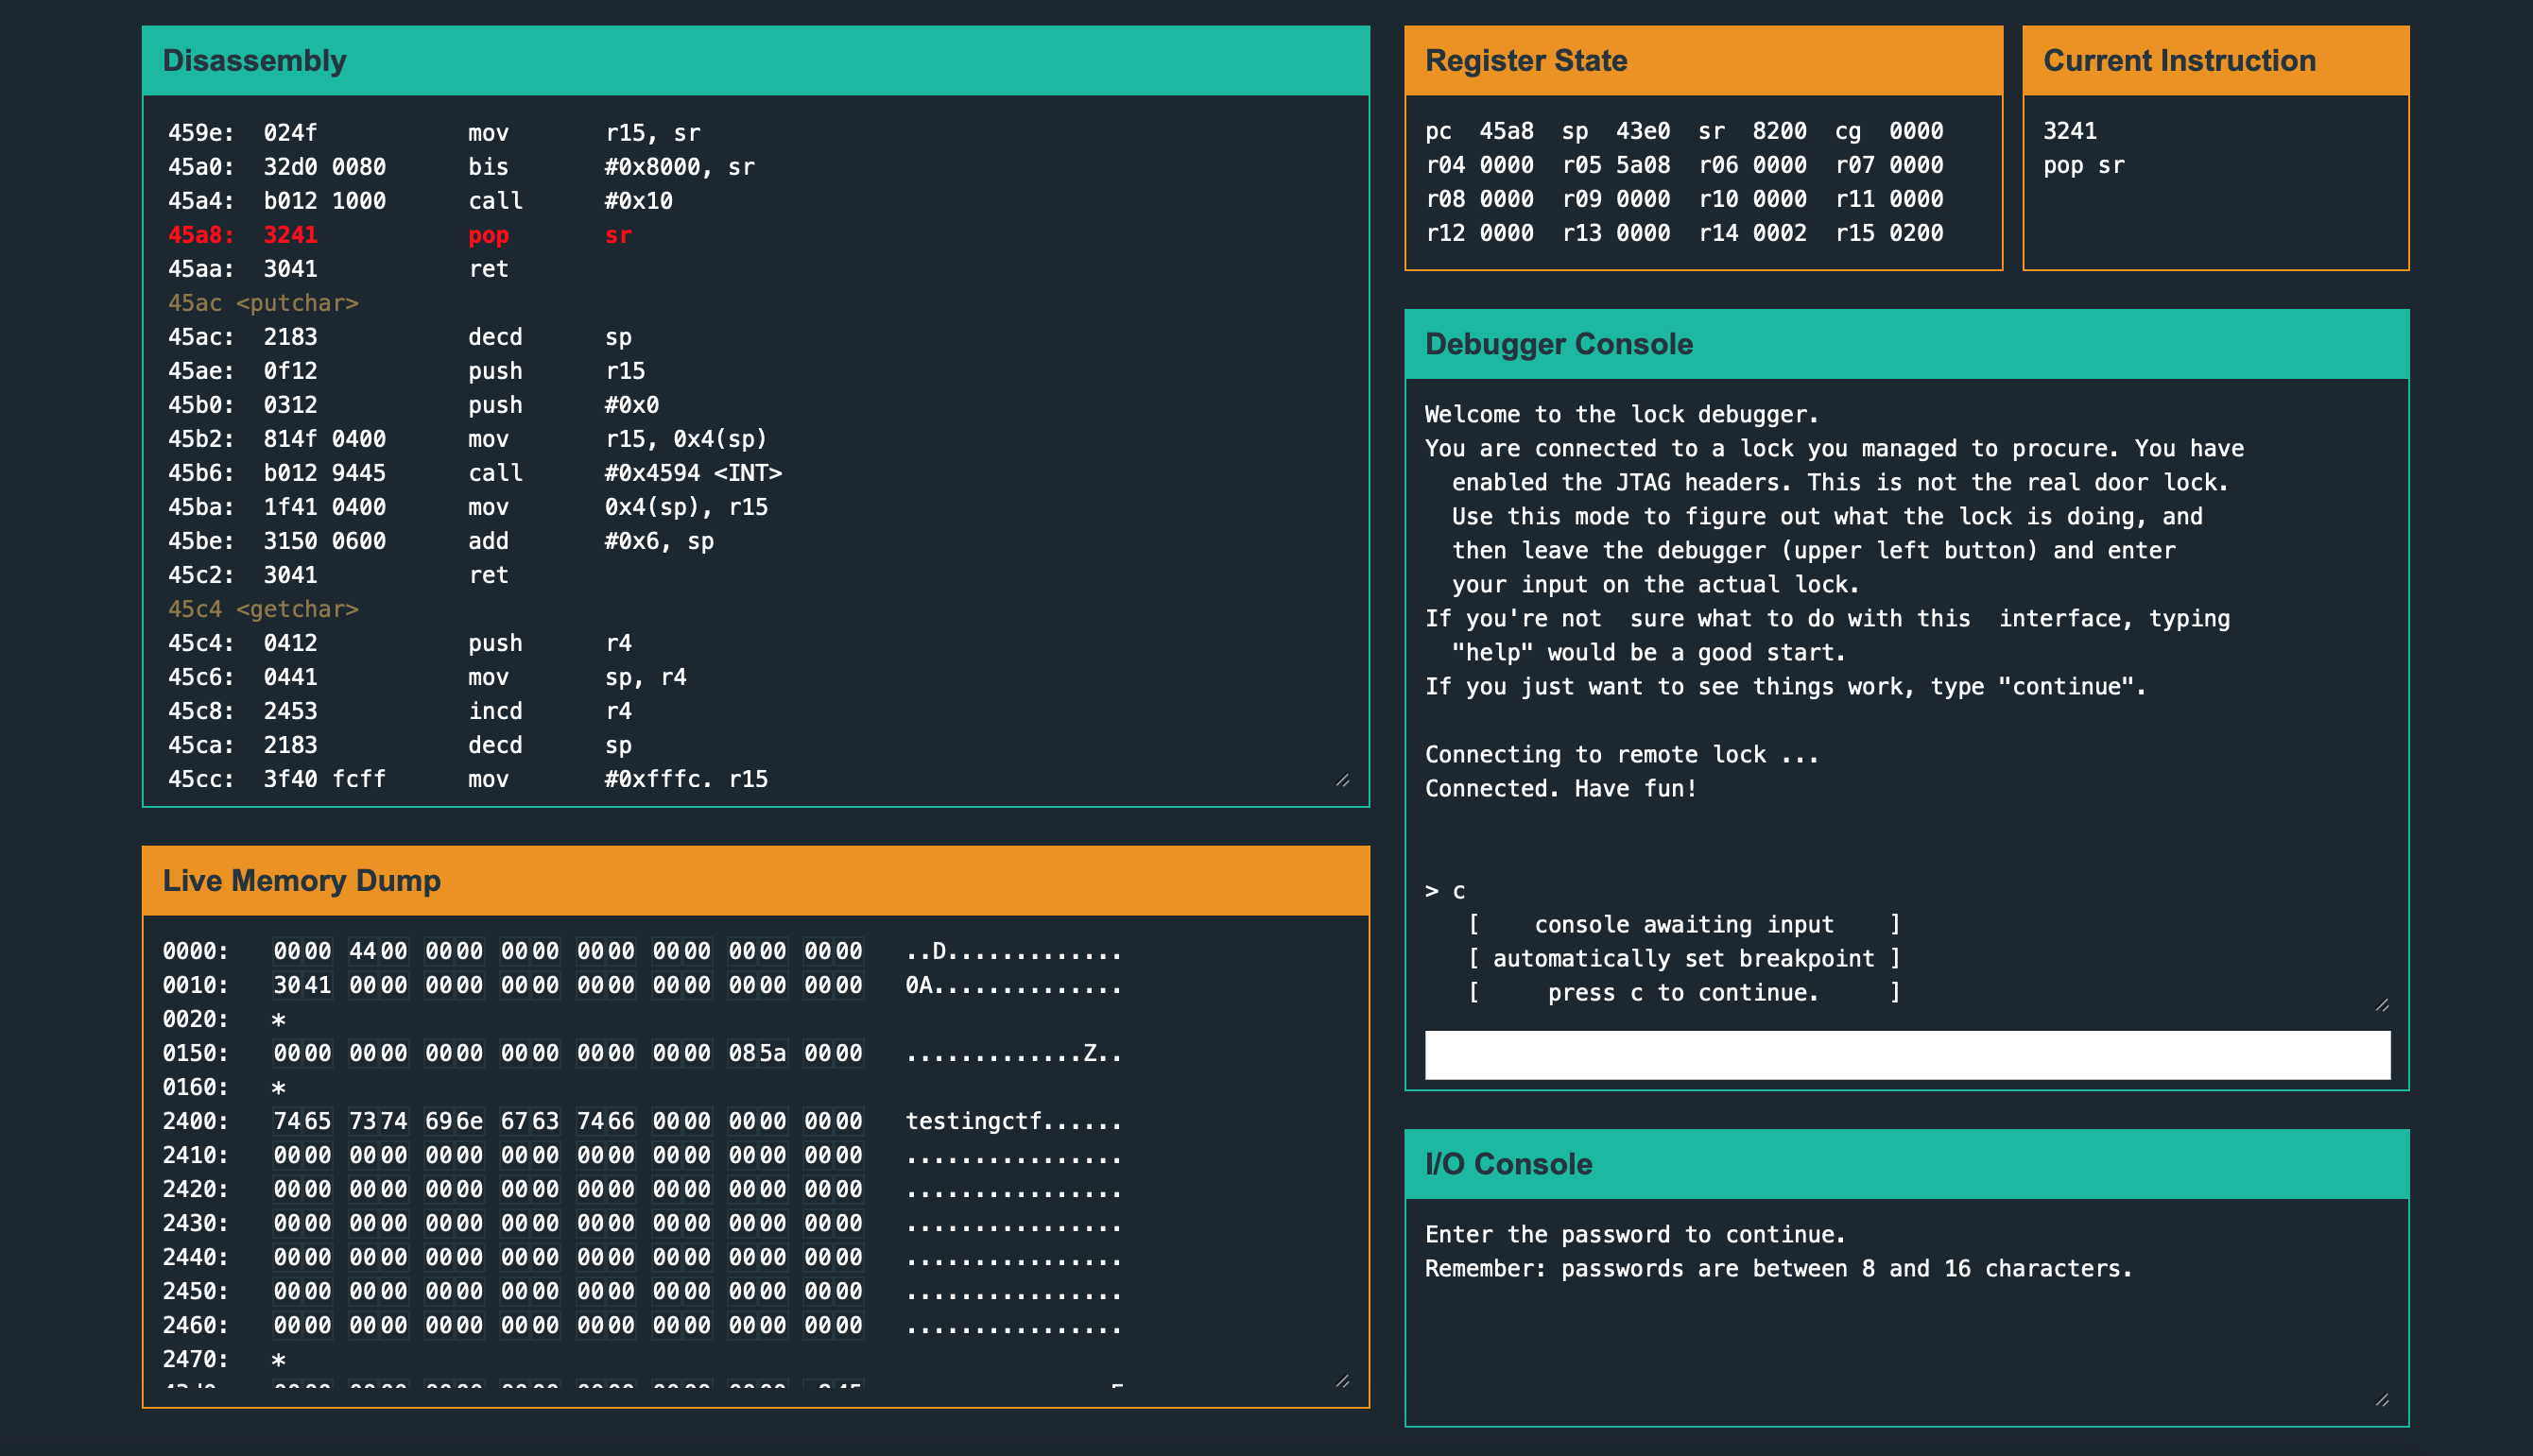 Disassembly
459e: 024f mov r15, sr
45a0: 32d0 0080 bis #0x8000, sr
45a4: b012 1000 call #0x10
45a8: 3241 pop sr
45aa: 3041 ret
45ac <putchar>
45ac: 2183 decd sp
45ae: 0f12 push r15
45b0: 0312 push #0x0
45b2: 814f 0400 mov r15, 0x4(sp)
45b6: b012 9445 call #0x4594 <INT>
45ba: 1f41 0400 mov 0x4(sp), r15
45be: 3150 0600 add #0x6, sp
45c2: 3041 ret
45c4 <getchar>
45c4: 0412 push r4
45c6: 0441 mov sp, r4
45c8: 2453 incd r4
45ca: 2183 decd sp
45cc: 3f40 fcff mov #0xfffc. r15
Live Memory Dump
0000: 0000 4400 0000 0000 0000 0000 0000 0000 ..D.............
0010: 3041 0000 0000 0000 0000 0000 0000 0000 0A..............
0020: *
0150: 0000 0000 0000 0000 0000 0000 085a 0000 .............Z..
0160: *
2400: 7465 7374 696e 6763 7466 0000 0000 0000 testingctf......
2410: 0000 0000 0000 0000 0000 0000 0000 0000 ................
2420: 0000 0000 0000 0000 0000 0000 0000 0000 ................
2430: 0000 0000 0000 0000 0000 0000 0000 0000 ................
2440: 0000 0000 0000 0000 0000 0000 0000 0000 ................
2450: 0000 0000 0000 0000 0000 0000 0000 0000 ................
2460: 0000 0000 0000 0000 0000 0000 0000 0000 ................
2470: *
Register State
pc 45a8 sp 43e0 sr 8200 cg 0000
r04 0000 r05 5a08 r06 0000 r07 0000
r08 0000 r09 0000 r10 0000 r11 0000
r12 0000 r13 0000 r14 0002 r15 0200
Current Instruction
3241
pop sr
Debugger Console
Welcome to the lock debugger.
You are connected to a lock you managed to procure. You have
enabled the JTAG headers. This is not the real door lock.
Use this mode to figure out what the lock is doing, and
then leave the debugger (upper left button) and enter
your input on the actual lock.
If you're not  sure what to do with this  interface, typing
"help" would be a good start.
If you just want to see things work, type "continue".
Connecting to remote lock ...
Connected. Have fun!
> c
[ console awaiting input ]
[ automatically set breakpoint ]
[ press c to continue. ]
I/O Console
Enter the password to continue.
Remember: passwords are between 8 and 16 characters.